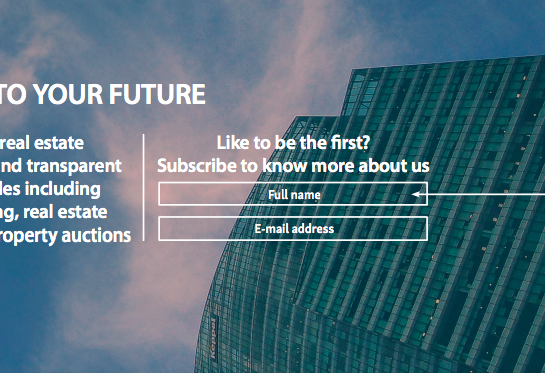 TO YOUR FUTURE
real estate
nd transparent
les including
ng, real estate
roperty auctions
Like to be the first?
Subscribe to know more about us
Full name
E-mail address
Keppel